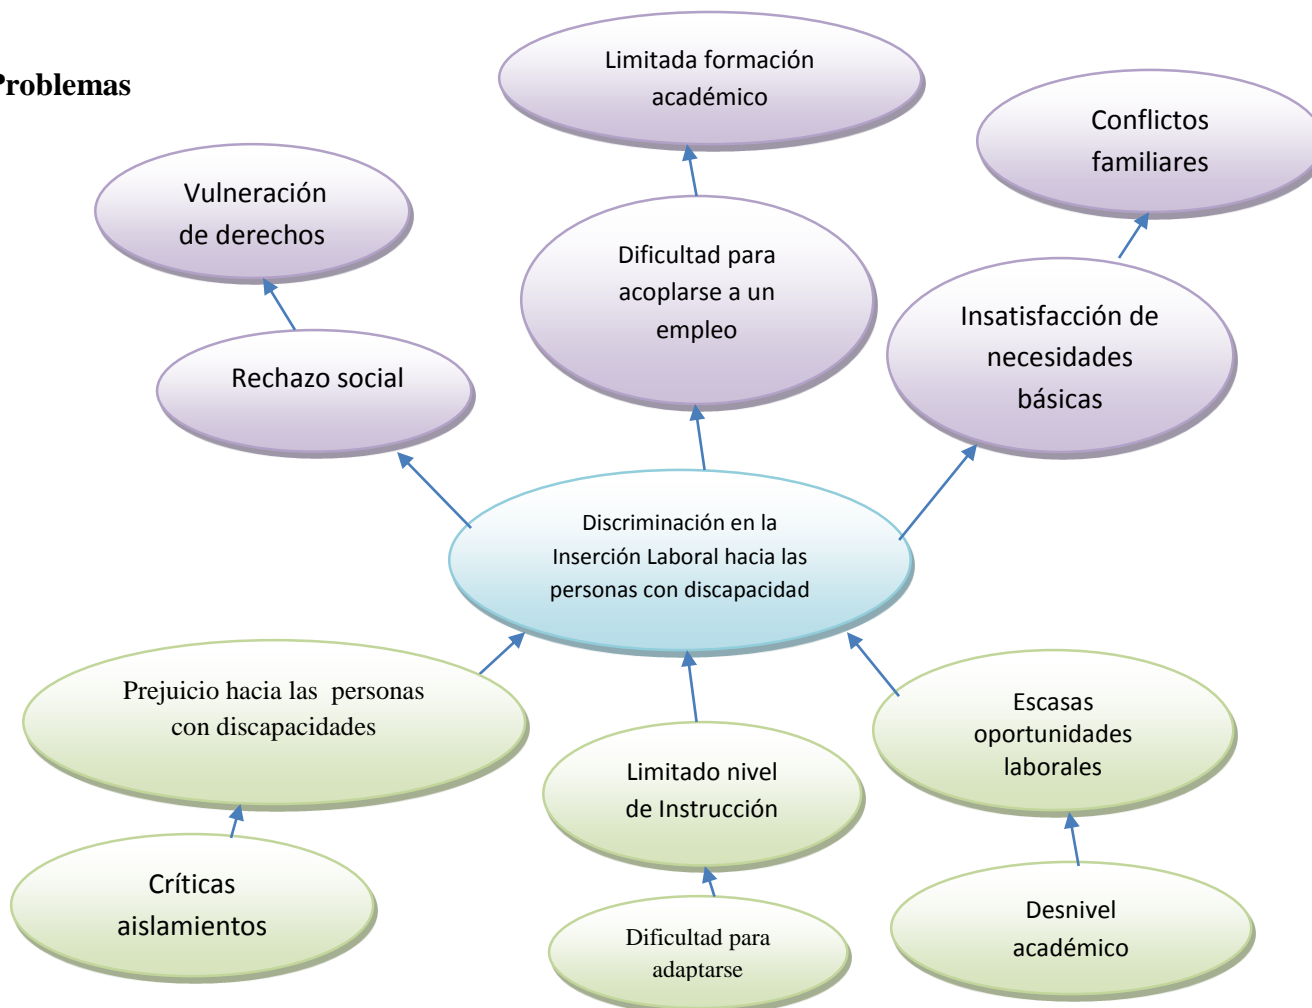 Problemas
Limitada formación
académico
Conflictos
familiares
Vulneración
de derechos
Dificultad para
acoplarse a un
empleo
Insatisfacción de
necesidades
básicas
Rechazo social
Discriminación en la
Inserción Laboral hacia las
personas con discapacidad
Prejuicio hacia las personas
con discapacidades
Limitado nivel
de Instrucción
Escasas
oportunidades
laborales
Críticas
aislamientos
Dificultad para
adaptarse
Desnivel
académico